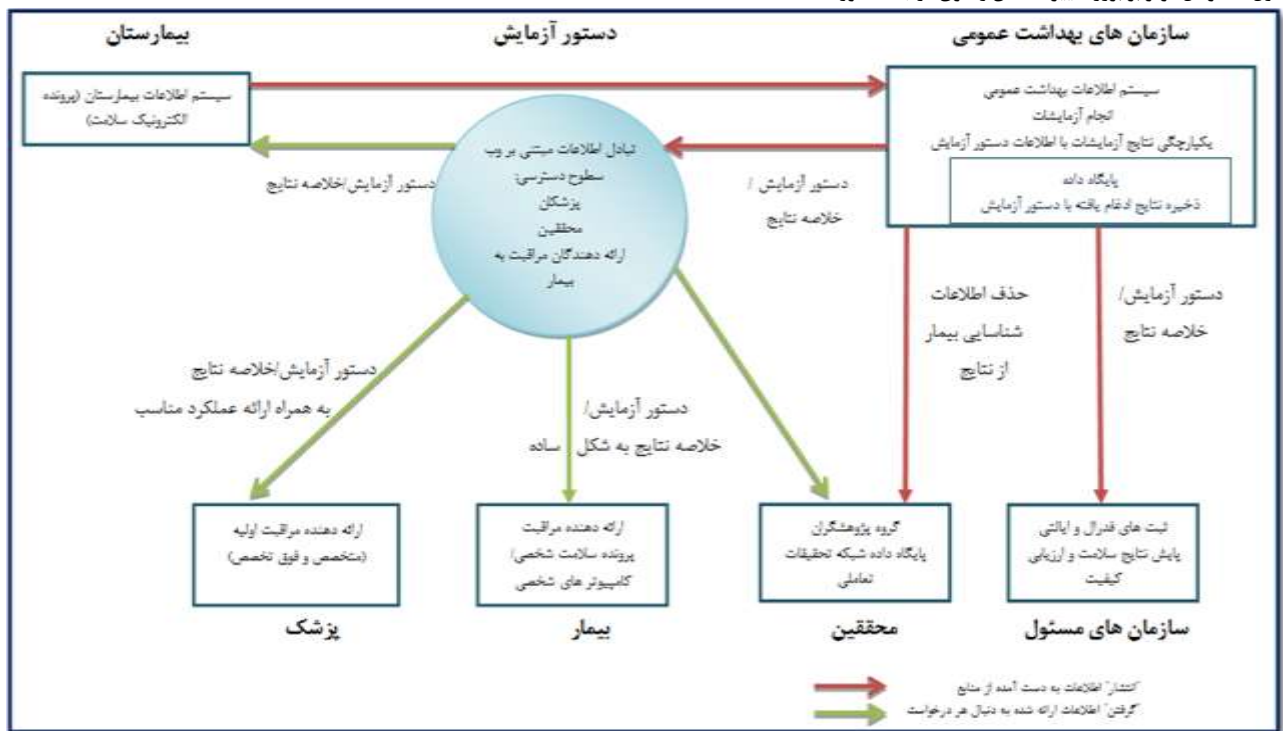 سازمان های بهداشت عمومی
دستور آزمایش
بیمارستان
سیستم اطلاعات بهداشت عمومی
انجام آزمایشات
یکپارچگی نتایج آزمایشات با اطلاعات دستور آزمایش
پایگاه داده
ذخیره نتایج ادغام یافته با دستور آزمایش
سیستم اطلاعات بیمارستان (پرونده
الکترونیک سلامت)
تبادل اطلاعات مبتنی بر وب
سطوح دسترسی:
پزشکان
محققین
ارائه دهندگان مراقبت به
بیمار
دستور آزمایش /
خلاصه نتایج
دستور آزمایش/خلاصه نتایج
دستور آزمایش/
خلاصه نتایج
حذف اطلاعات
شناسایی بیمار
از نتایج
دستور آزمایش/
خلاصه نتایج به شکل ساده
دستور آزمایش/خلاصه نتایج
به همراه ارائه عملکرد مناسب
ثبت های فدرال و ایالتی
پایش نتایج سلامت و ارزیابی
کیفیت
گروه پژوهشگران
پایگاه داده شبکه تحقیقات
تعاملی
ارائه دهنده مراقبت
پرونده سلامت شخصی/
کامپیوتر های شخصی
ارائه دهنده مراقبت اولیه
(متخصص و فوق تخصص)
سازمان های مسئول
محققین
بیمار
پزشک
"انتشار" اطلاعات به دست آمده از منابع
"گرفتن" اطلاعات ارائه شده به دنبال هر درخواست